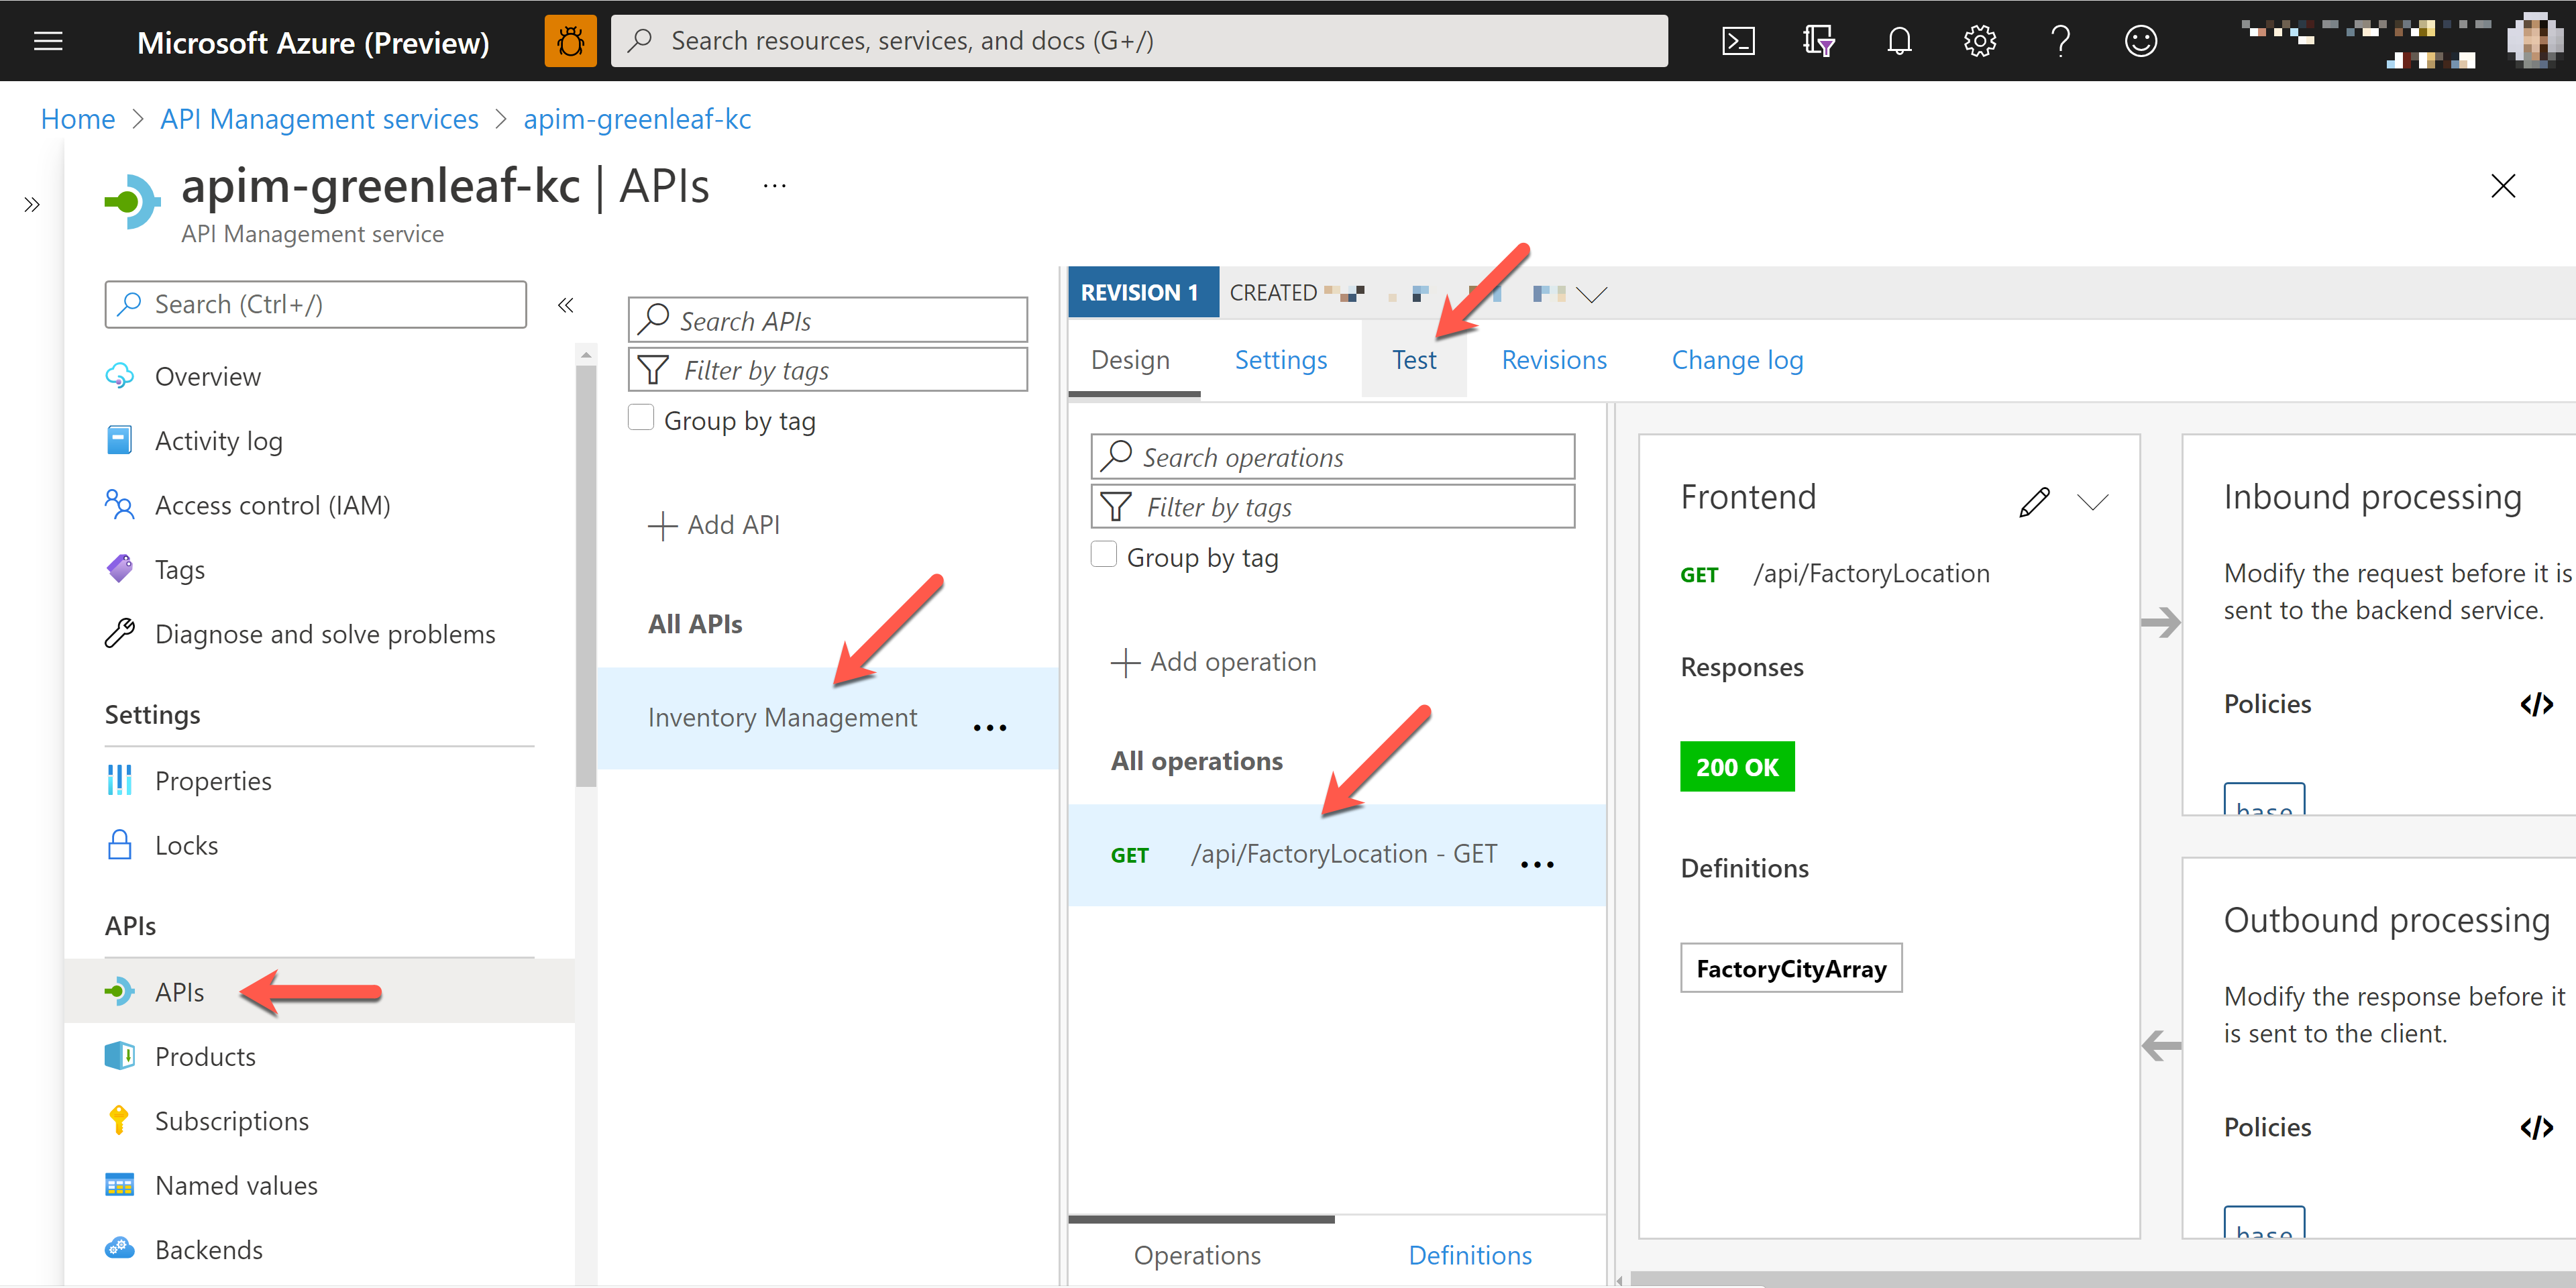 Microsoft Azure (Preview)
Search resources, services, and docs (G+/)
Home > API Management services > apim-greenleaf-kc
apim-greenleaf-kc | APIs ...
API Management service
Search (Ctrl+/)
Overview
Activity log
Access control (IAM)
Tags
Diagnose and solve problems
Settings
Properties
Locks
APIs
APIs
Products
Subscriptions
Named values
Backends
Search APIs
Filter by tags
Group by tag
+ Add API
All APIs
Inventory Management ...
REVISION 1 CREATED
Design Settings Test Revisions Change log
Search operations
Filter by tags
Group by tag
+ Add operation
All operations
GET /api/FactoryLocation - GET ...
Operations Definitions
Frontend
GET /api/FactoryLocation
Responses
200 OK
Definitions
FactoryCityArray
Inbound processing
Modify the request before it is
sent to the backend service.
Policies </>
base
Outbound processing
Modify the response before it
is sent to the client.
Policies </>
base